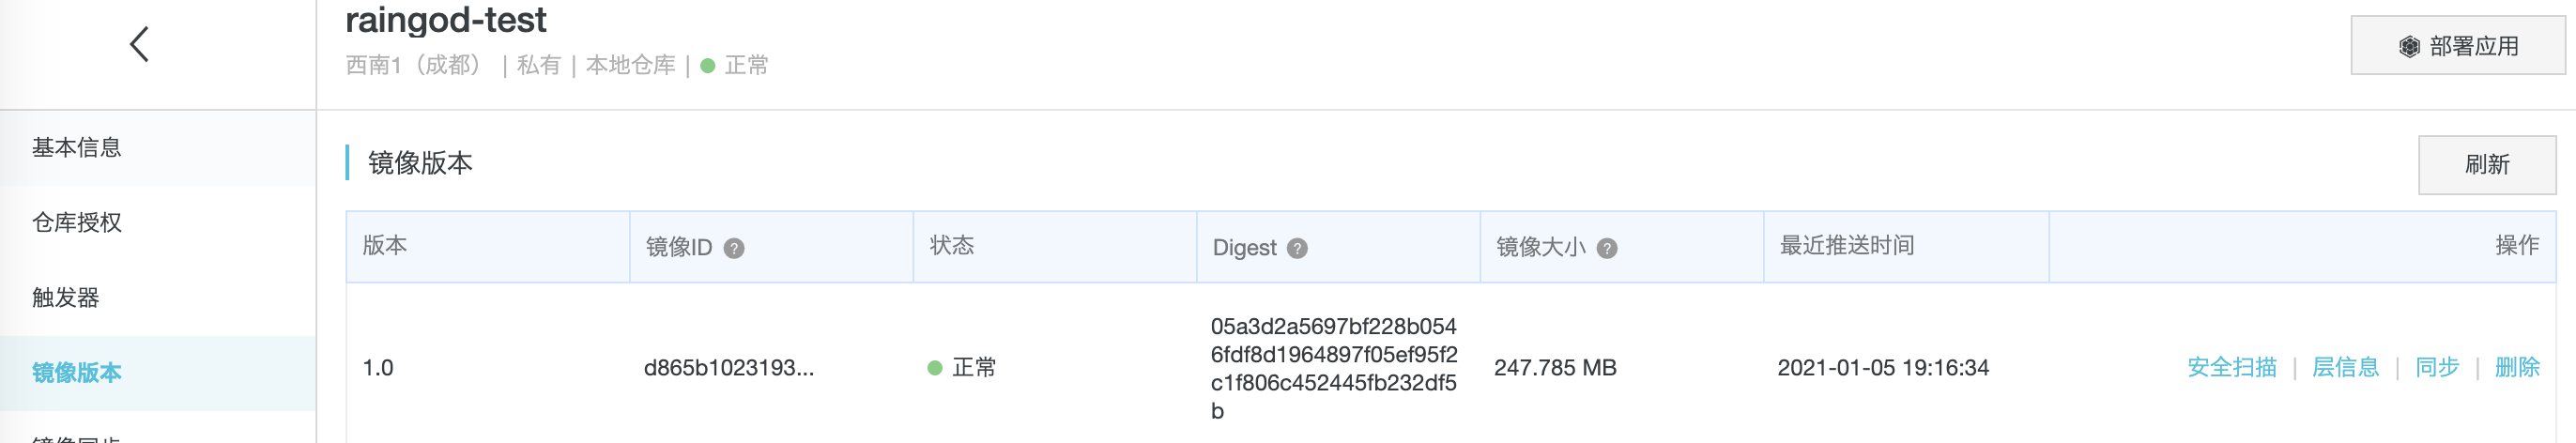 raingod-test
西南1（成都） | 私有 | 本地仓库 | 正常
部署应用
基本信息
仓库授权
触发器
镜像版本
镜像版本
刷新
版本 镜像ID ? 状态 Digest ? 镜像大小 ? 最近推送时间 操作
1.0 d865b1023193... 正常
05a3d2a5697bf228b054
6fdf8d1964897f05ef95f2
c1f806c452445fb232df5
b
247.785 MB 2021-01-05 19:16:34 安全扫描 | 层信息 | 同步 | 删除